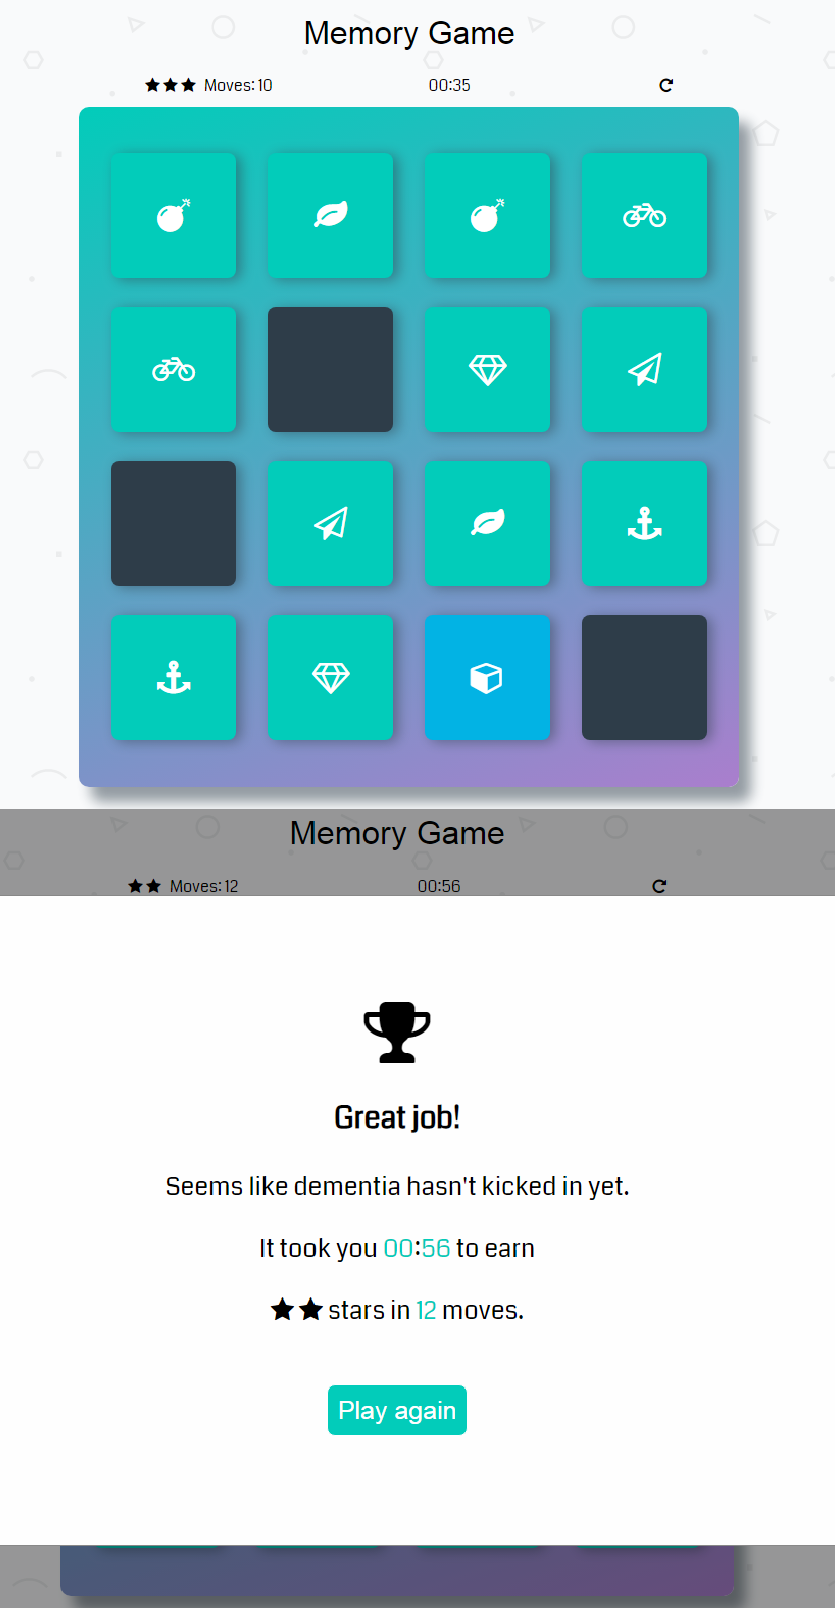 Memory Game
Moves: 10
00:35
Memory Game
Moves: 12
00:56
Great job!
Seems like dementia hasn't kicked in yet.
It took you 00:56 to earn
stars in 12 moves.
Play again